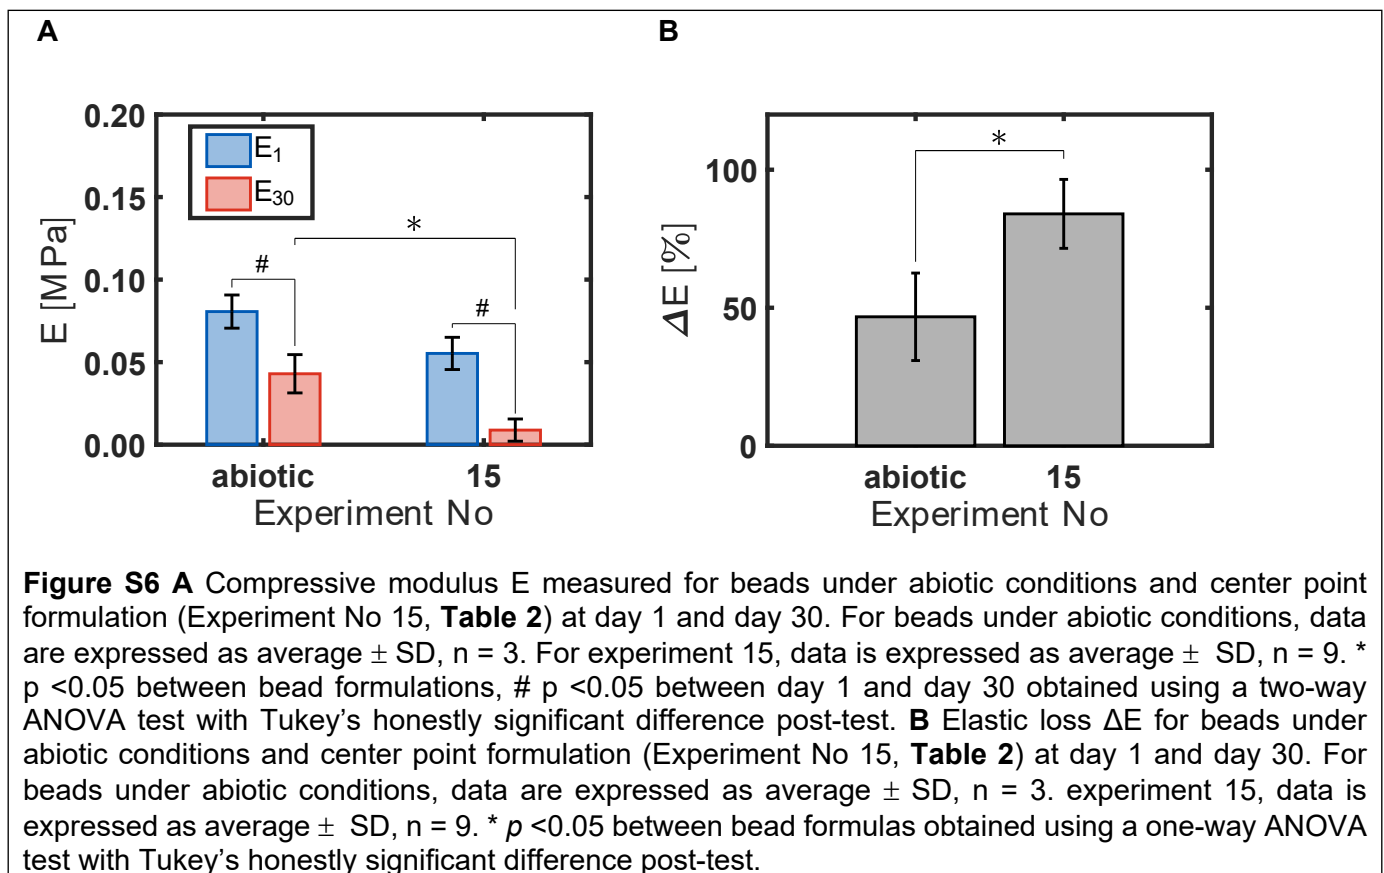 A
B
0.20
0.15
0.10
0.05
0.00
E [MPa]
E1
E30
#
*
#
abiotic 15
Experiment No
100
50
0
ΔE [%]
*
abiotic 15
Experiment No
Figure S6 A Compressive modulus E measured for beads under abiotic conditions and center point
formulation (Experiment No 15, Table 2) at day 1 and day 30. For beads under abiotic conditions, data
are expressed as average ± SD, n = 3. For experiment 15, data is expressed as average ± SD, n = 9. *
p <0.05 between bead formulations, # p <0.05 between day 1 and day 30 obtained using a two-way
ANOVA test with Tukey’s honestly significant difference post-test. B Elastic loss ΔE for beads under
abiotic conditions and center point formulation (Experiment No 15, Table 2) at day 1 and day 30. For
beads under abiotic conditions, data are expressed as average ± SD, n = 3. experiment 15, data is
expressed as average ± SD, n = 9. * p <0.05 between bead formulas obtained using a one-way ANOVA
test with Tukey’s honestly significant difference post-test.